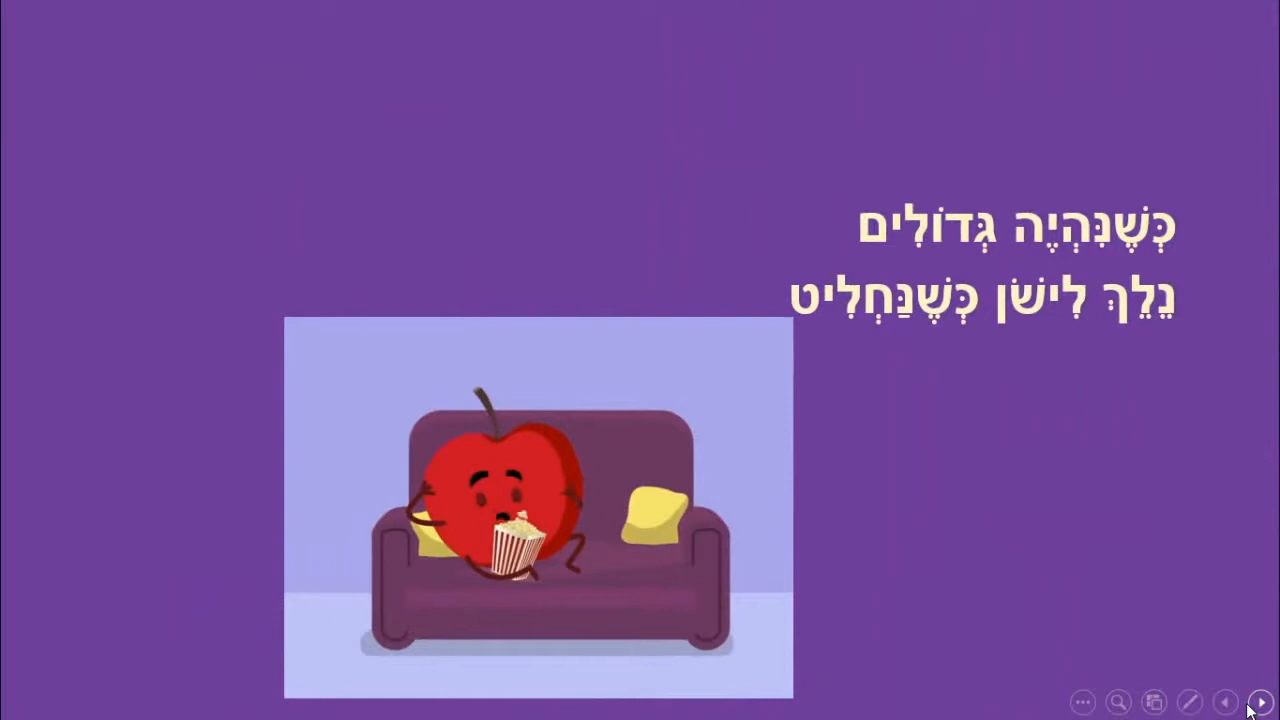 כְּשֶׁנִּהְיֶה גְּדוֹלִים
נֵלֵךְ לִישֹׁן כְּשֶׁנַּחְלִיט